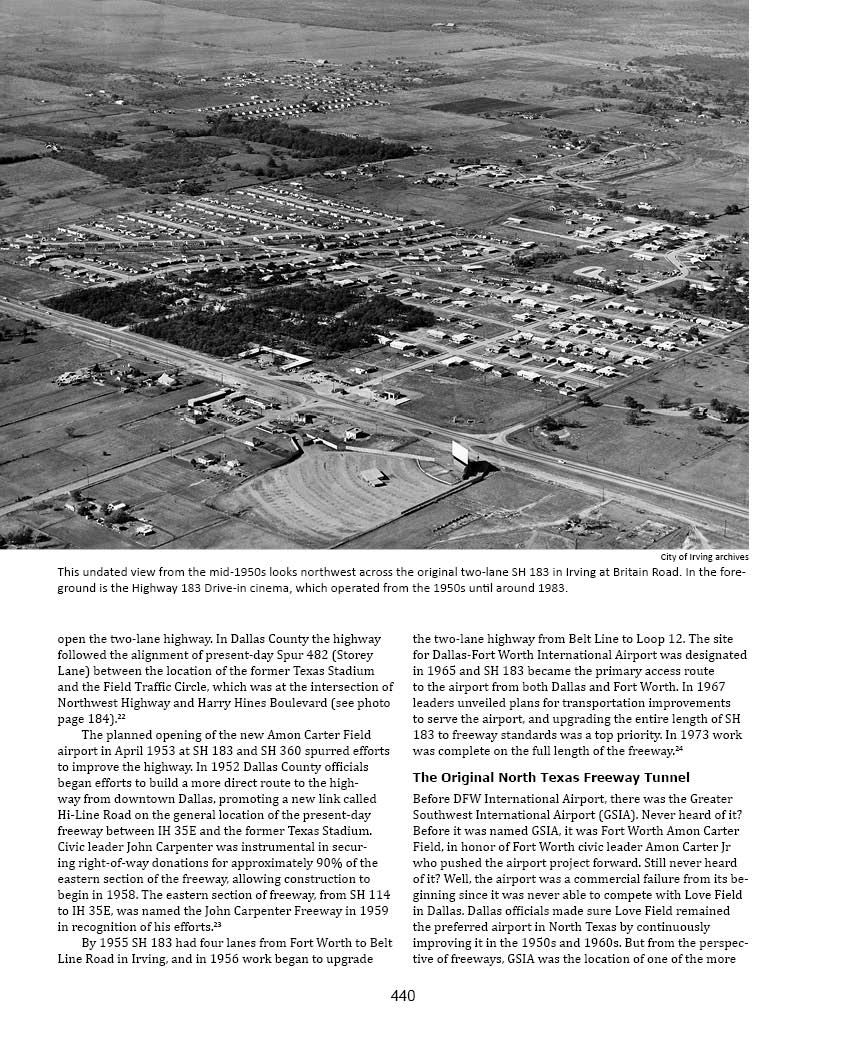 City of Irving archives
This undated view from the mid-1950s looks northwest across the original two-lane SH 183 in Irving at Britain Road. In the fore-
ground is the Highway 183 Drive-in cinema, which operated from the 1950s until around 1983.
open the two-lane highway. In Dallas County the highway
followed the alignment of present-day Spur 482 (Storey
Lane) between the location of the former Texas Stadium
and the Field Traffic Circle, which was at the intersection of
Northwest Highway and Harry Hines Boulevard (see photo
page 184).²²
The planned opening of the new Amon Carter Field
airport in April 1953 at SH 183 and SH 360 spurred efforts
to improve the highway. In 1952 Dallas County officials
began efforts to build a more direct route to the high-
way from downtown Dallas, promoting a new link called
Hi-Line Road on the general location of the present-day
freeway between IH 35E and the former Texas Stadium.
Civic leader John Carpenter was instrumental in secur-
ing right-of-way donations for approximately 90% of the
eastern section of the freeway, allowing construction to
begin in 1958. The eastern section of freeway, from SH 114
to IH 35E, was named the John Carpenter Freeway in 1959
in recognition of his efforts.²³
By 1955 SH 183 had four lanes from Fort Worth to Belt
Line Road in Irving, and in 1956 work began to upgrade
the two-lane highway from Belt Line to Loop 12. The site
for Dallas-Fort Worth International Airport was designated
in 1965 and SH 183 became the primary access route
to the airport from both Dallas and Fort Worth. In 1967
leaders unveiled plans for transportation improvements
to serve the airport, and upgrading the entire length of SH
183 to freeway standards was a top priority. In 1973 work
was complete on the full length of the freeway.²⁴
The Original North Texas Freeway Tunnel
Before DFW International Airport, there was the Greater
Southwest International Airport (GSIA). Never heard of it?
Before it was named GSIA, it was Fort Worth Amon Carter
Field, in honor of Fort Worth civic leader Amon Carter Jr
who pushed the airport project forward. Still never heard
of it? Well, the airport was a commercial failure from its be-
ginning since it was never able to compete with Love Field
in Dallas. Dallas officials made sure Love Field remained
the preferred airport in North Texas by continuously
improving it in the 1950s and 1960s. But from the perspec-
tive of freeways, GSIA was the location of one of the more
440